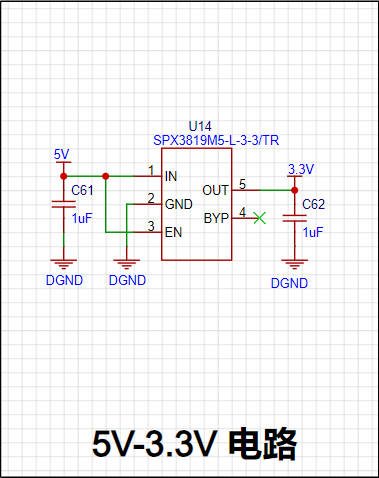 U14
SPX3819M5-L-3-3/TR
5V
3.3V
1
IN
C61
1uF
2
GND
OUT
5
C62
1uF
BYP
4
3
EN
DGND
DGND
DGND
5V-3.3V 电路